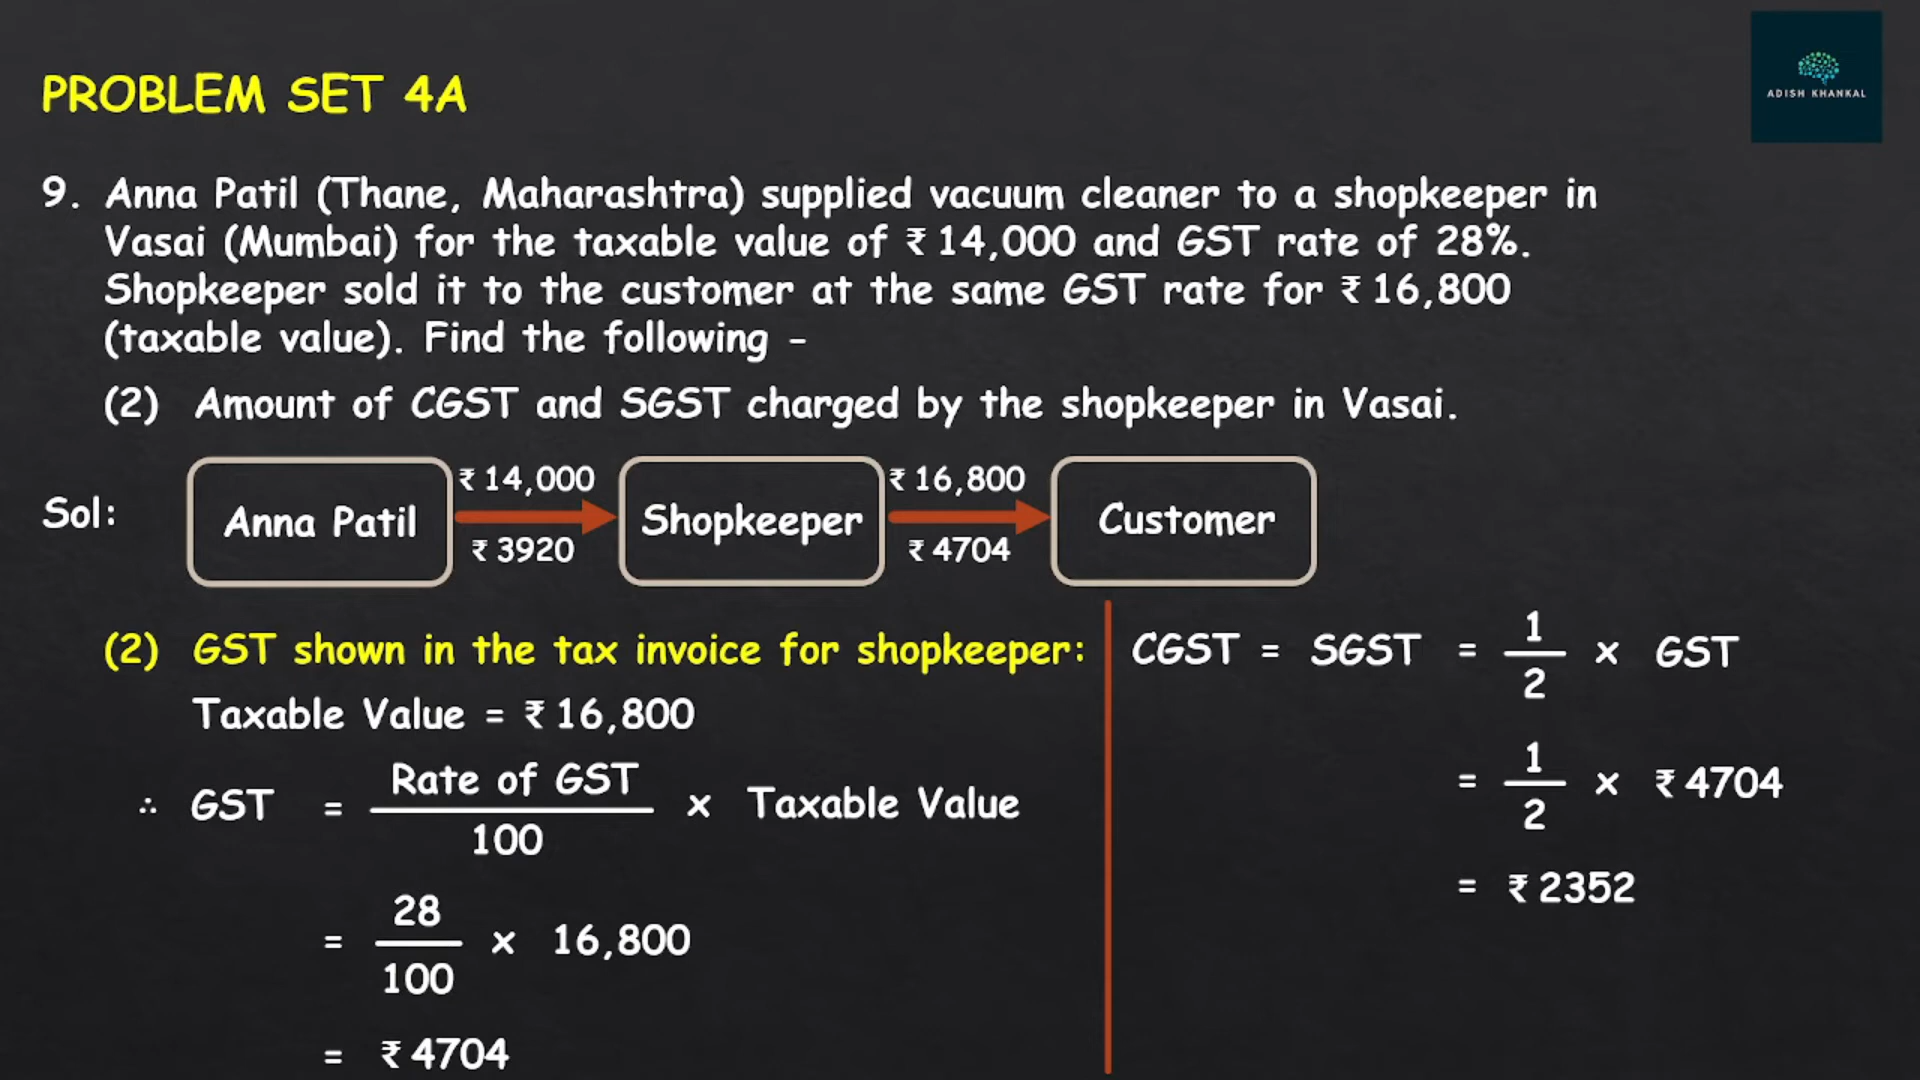 PROBLEM SET 4A
ADISH KHANKAL
9. Anna Patil (Thane, Maharashtra) supplied vacuum cleaner to a shopkeeper in
Vasai (Mumbai) for the taxable value of ₹ 14,000 and GST rate of 28%.
Shopkeeper sold it to the customer at the same GST rate for ₹ 16,800
(taxable value). Find the following -
(2) Amount of CGST and SGST charged by the shopkeeper in Vasai.
Sol:
Anna Patil
₹ 14,000
₹ 3920
Shopkeeper
₹ 16,800
₹ 4704
Customer
(2) GST shown in the tax invoice for shopkeeper:
Taxable Value = ₹ 16,800
∴ GST = Rate of GST / 100 x Taxable Value
= 28 / 100 x 16,800
= ₹ 4704
CGST = SGST = 1 / 2 x GST
= 1 / 2 x ₹ 4704
= ₹ 2352